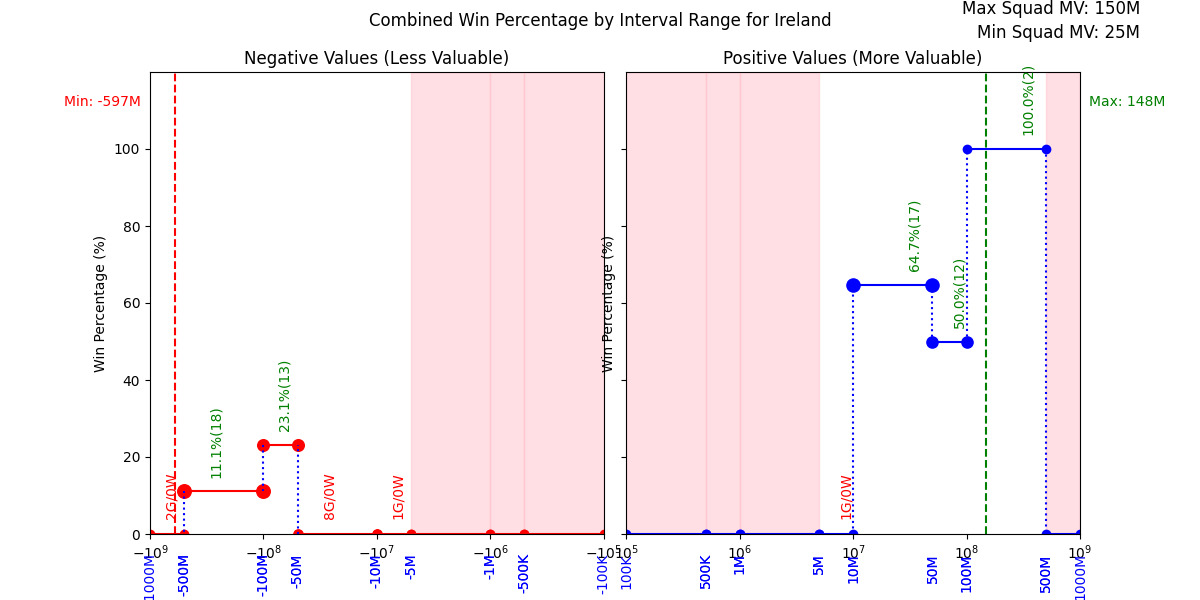 Combined Win Percentage by Interval Range for Ireland
Max Squad MV: 150M
Min Squad MV: 25M
Negative Values (Less Valuable)
Positive Values (More Valuable)
Min: -597M
Max: 148M
Win Percentage (%)
100
80
60
40
20
0
2G/0W
11.1%(18)
23.1%(13)
8G/0W
1G/0W
−10⁹
−10⁸
−10⁷
−10⁶
−10⁵
1000M
-500M
-100M
-50M
-10M
-5M
-1M
-500K
-100K
Win Percentage (%)
1G/0W
64.7%(17)
50.0%(12)
100.0%(2)
10⁵
10⁶
10⁷
10⁸
10⁹
100K
500K
1M
5M
10M
50M
100M
500M
1000M